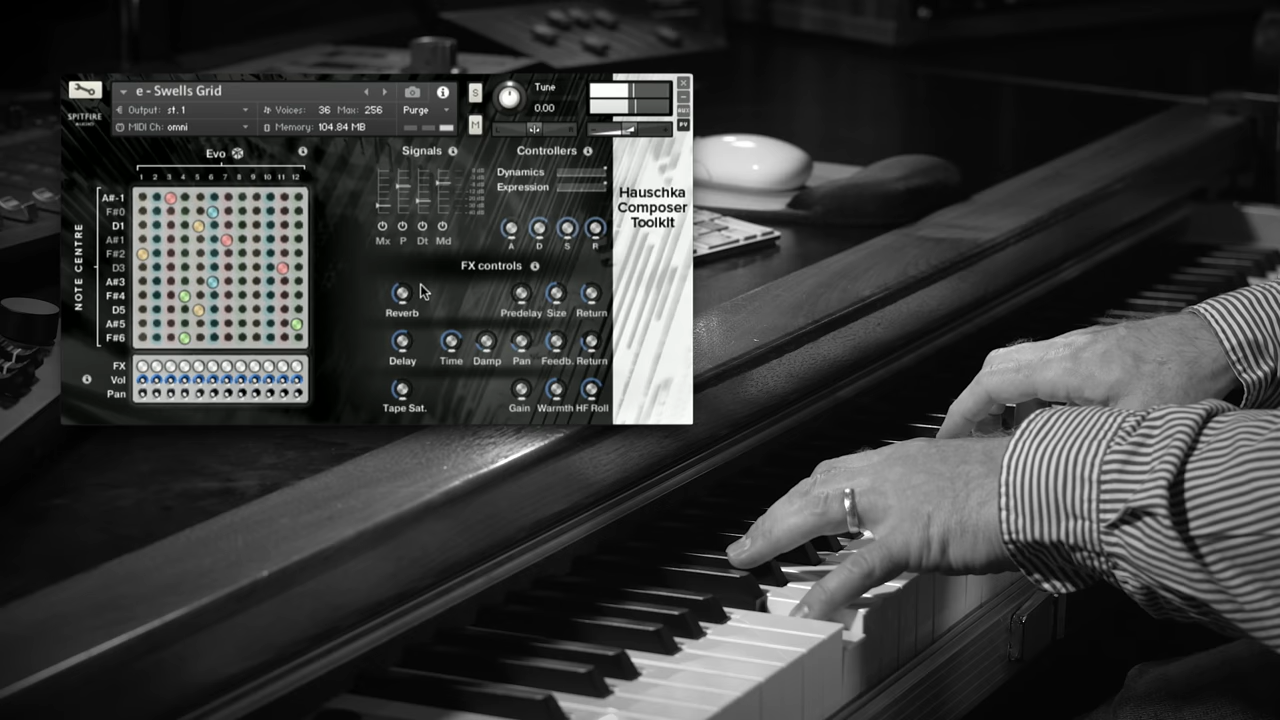 e - Swells Grid
SPITFIRE
Output: st. 1
Voices: 36 Max: 256
Purge
MIDI Ch: omni
Memory: 104.84 MB
S
M
Tune
0.00
L
R
AUX
PV
Evo
1 2 3 4 5 6 7 8 9 10 11 12
NOTE CENTRE
A#-1
F#0
D1
A#1
F#2
D3
A#3
F#4
D5
A#5
F#6
FX
Vol
Pan
Signals
Mx P Dt Md
Controllers
Dynamics
Expression
A D S R
FX controls
Reverb
Predelay Size Return
Delay
Time Damp Pan Feedb. Return
Tape Sat.
Gain Warmth HF Roll
Hauschka
Composer
Toolkit